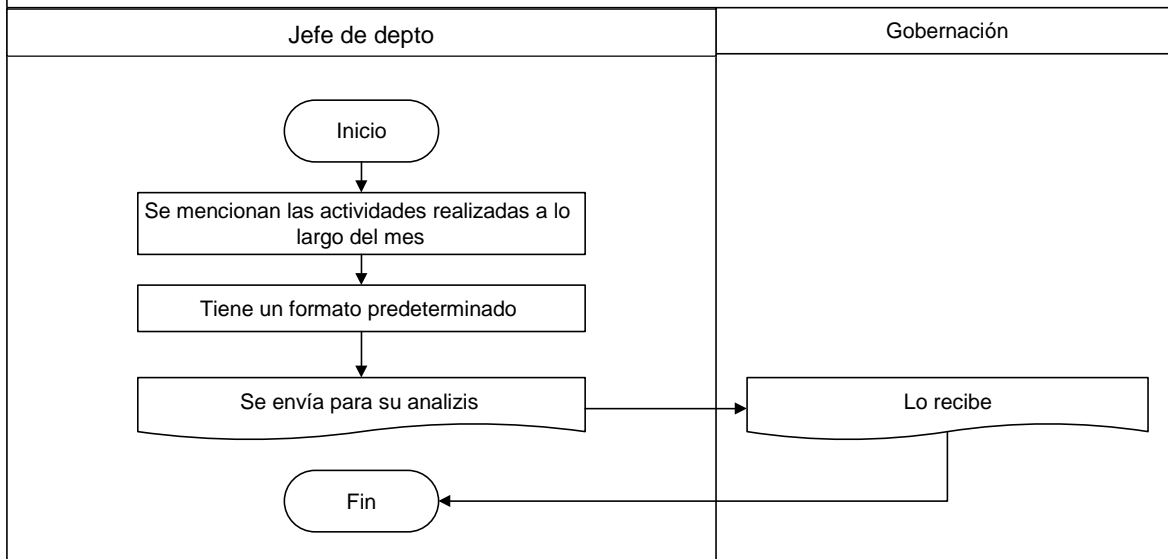 Jefe de depto
Gobernación
Inicio
Se mencionan las actividades realizadas a lo
largo del mes
Tiene un formato predeterminado
Se envía para su analizis
Lo recibe
Fin